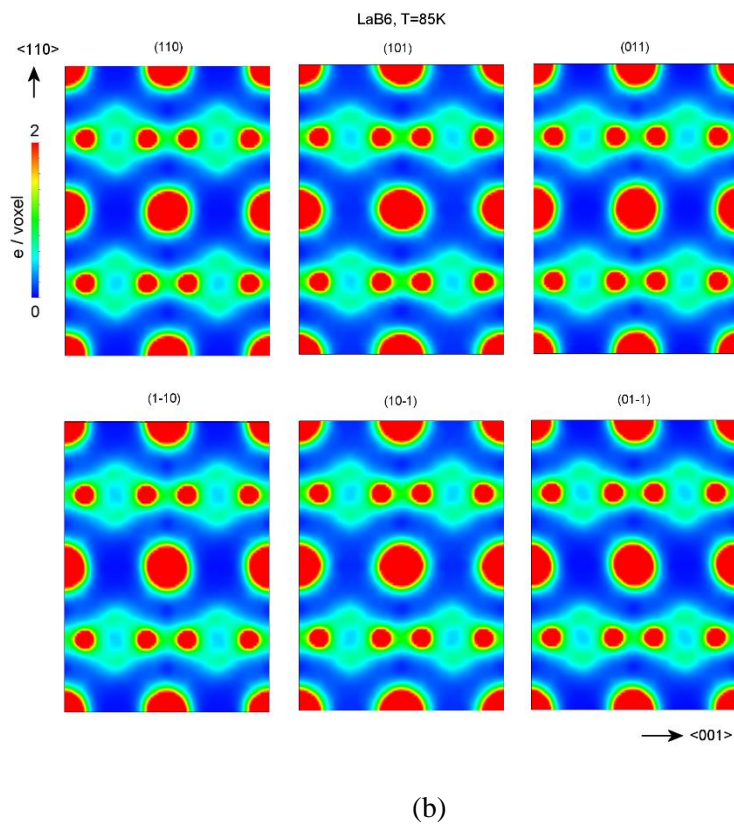 LaB6, T=85K
<110> (110) (101) (011)
2
e / voxel
0
(1-10) (10-1) (01-1)
<001>
(b)